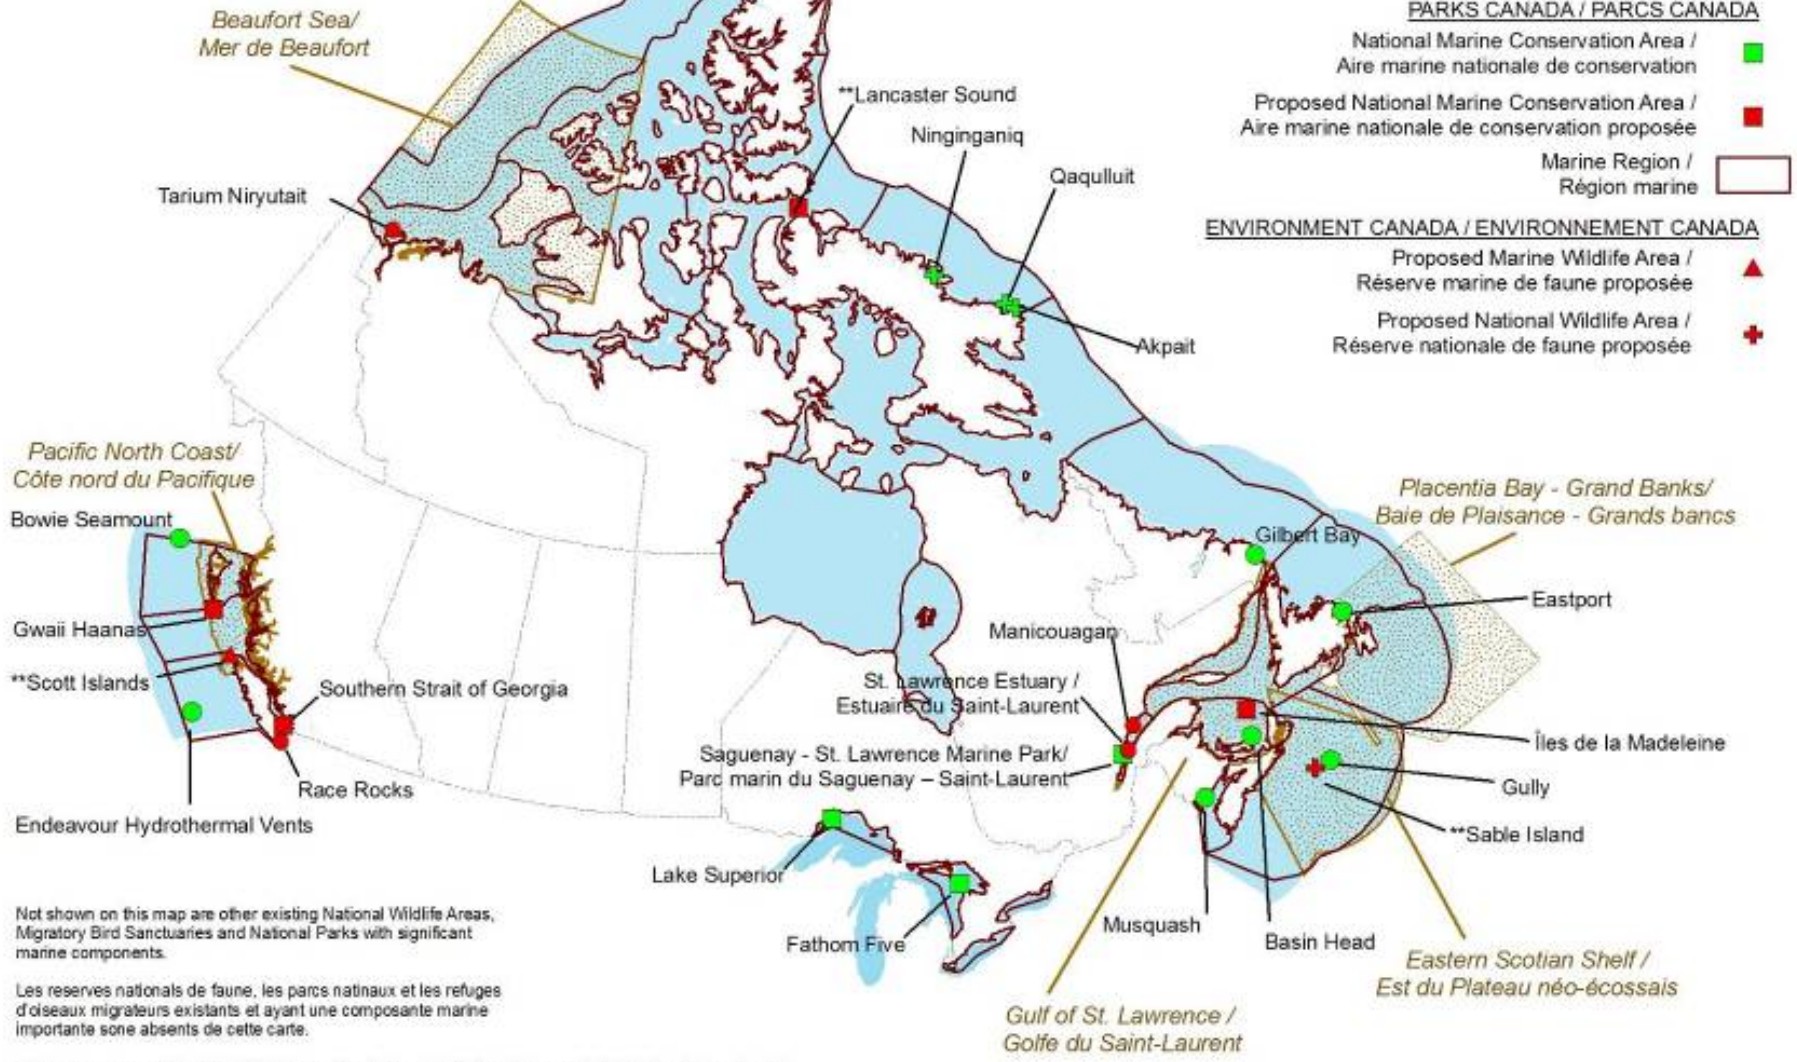 Beaufort Sea/
Mer de Beaufort
PARKS CANADA / PARCS CANADA
National Marine Conservation Area /
Aire marine nationale de conservation
Proposed National Marine Conservation Area /
Aire marine nationale de conservation proposée
Marine Region /
Région marine
ENVIRONMENT CANADA / ENVIRONNEMENT CANADA
Proposed Marine Wildlife Area /
Réserve marine de faune proposée
Proposed National Wildlife Area /
Réserve nationale de faune proposée
**Lancaster Sound
Ninginganiq
Qaqulluit
Tarium Niryutait
Akpait
Pacific North Coast/
Côte nord du Pacifique
Bowie Seamount
Gwaii Haanas
**Scott Islands
Southern Strait of Georgia
Race Rocks
Endeavour Hydrothermal Vents
Placentia Bay - Grand Banks/
Baie de Plaisance - Grands bancs
Gilbert Bay
Eastport
Manicouagan
St. Lawrence Estuary /
Estuaire du Saint-Laurent
Saguenay - St. Lawrence Marine Park/
Parc marin du Saguenay – Saint-Laurent
Îles de la Madeleine
Gully
**Sable Island
Lake Superior
Fathom Five
Musquash
Basin Head
Eastern Scotian Shelf /
Est du Plateau néo-écossais
Gulf of St. Lawrence /
Golfe du Saint-Laurent
Not shown on this map are other existing National Wildlife Areas,
Migratory Bird Sanctuaries and National Parks with significant
marine components.
Les reserves nationals de faune, les parcs natinaux et les refuges
d'oiseaux migrateurs existants et ayant une composante marine
importante sone absents de cette carte.